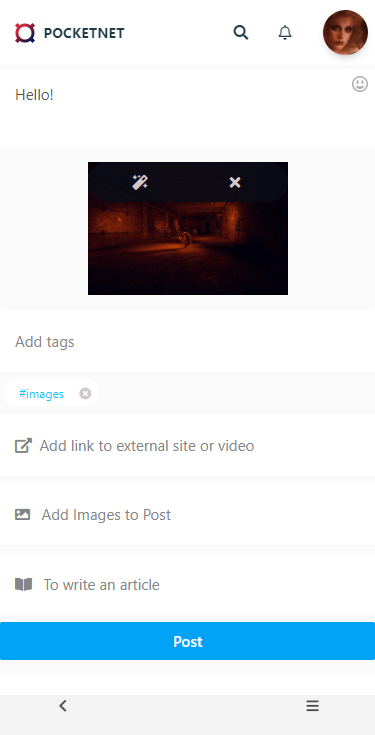 POCKETNET
Hello!
Add tags
#images
Add link to external site or video
Add Images to Post
To write an article
Post